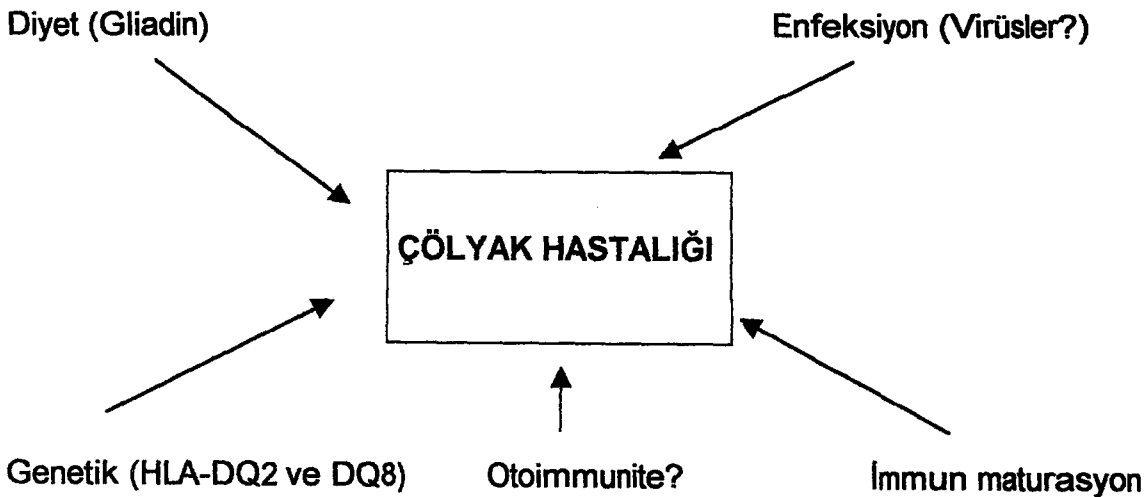 Diyet (Gliadin)
Enfeksiyon (Virüsler?)
ÇÖLYAK HASTALIĞI
Genetik (HLA-DQ2 ve DQ8)
Otoimmunite?
İmmun maturasyon